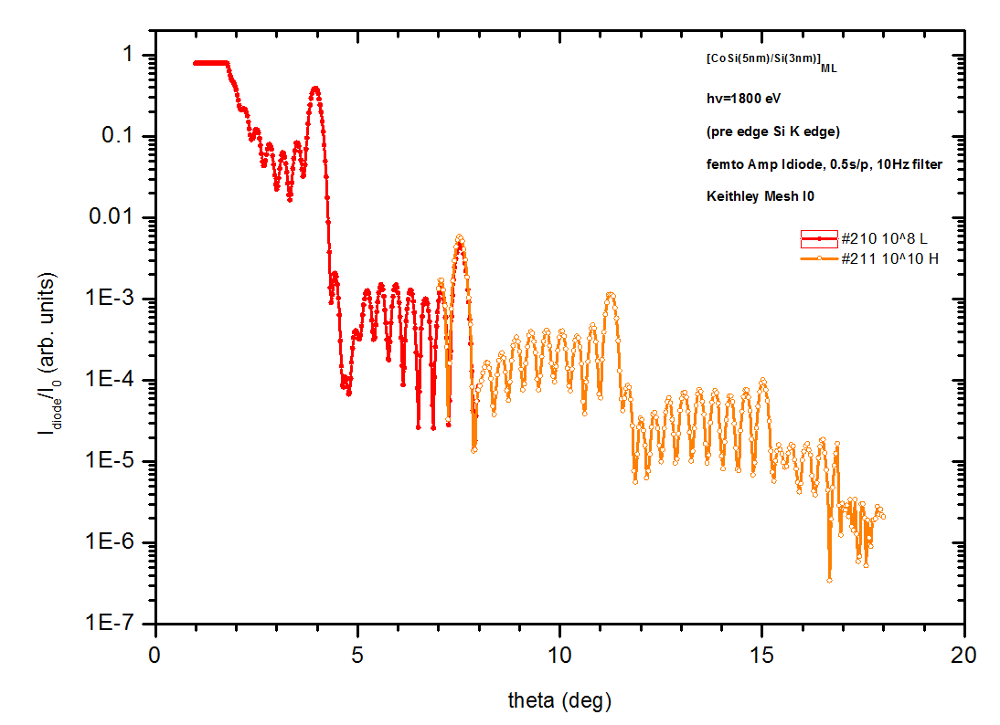 [CoSi(5nm)/Si(3nm)]ML
hv=1800 eV
(pre edge Si K edge)
femto Amp Idiode, 0.5s/p, 10Hz filter
Keithley Mesh I0
#210 10^8 L
#211 10^10 H
1
0.1
0.01
1E-3
1E-4
1E-5
1E-6
1E-7
Idiode/I0 (arb. units)
0 5 10 15 20
theta (deg)